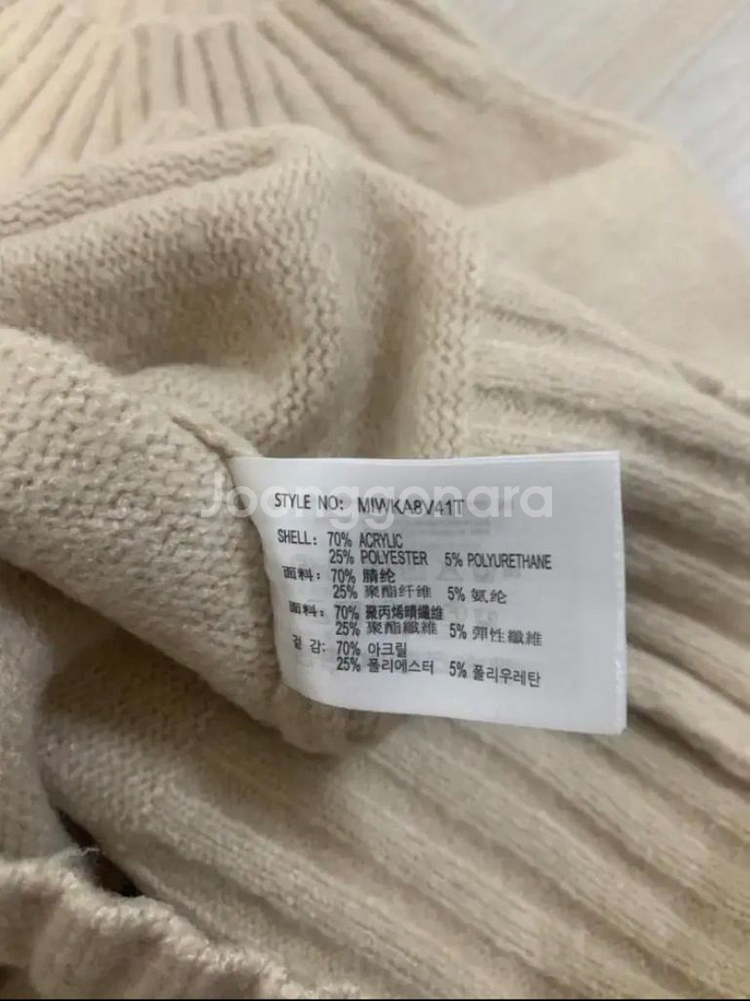 Joonggonara
STYLE NO: MIWKA8V41T
SHELL: 70% ACRYLIC
25% POLYESTER 5% POLYURETHANE
面料: 70% 腈纶
25% 聚酯纤维 5% 氨纶
面料: 70% 聚丙烯腈纖維
25% 聚酯纖維 5% 彈性纖維
겉 감: 70% 아크릴
25% 폴리에스터 5% 폴리우레탄